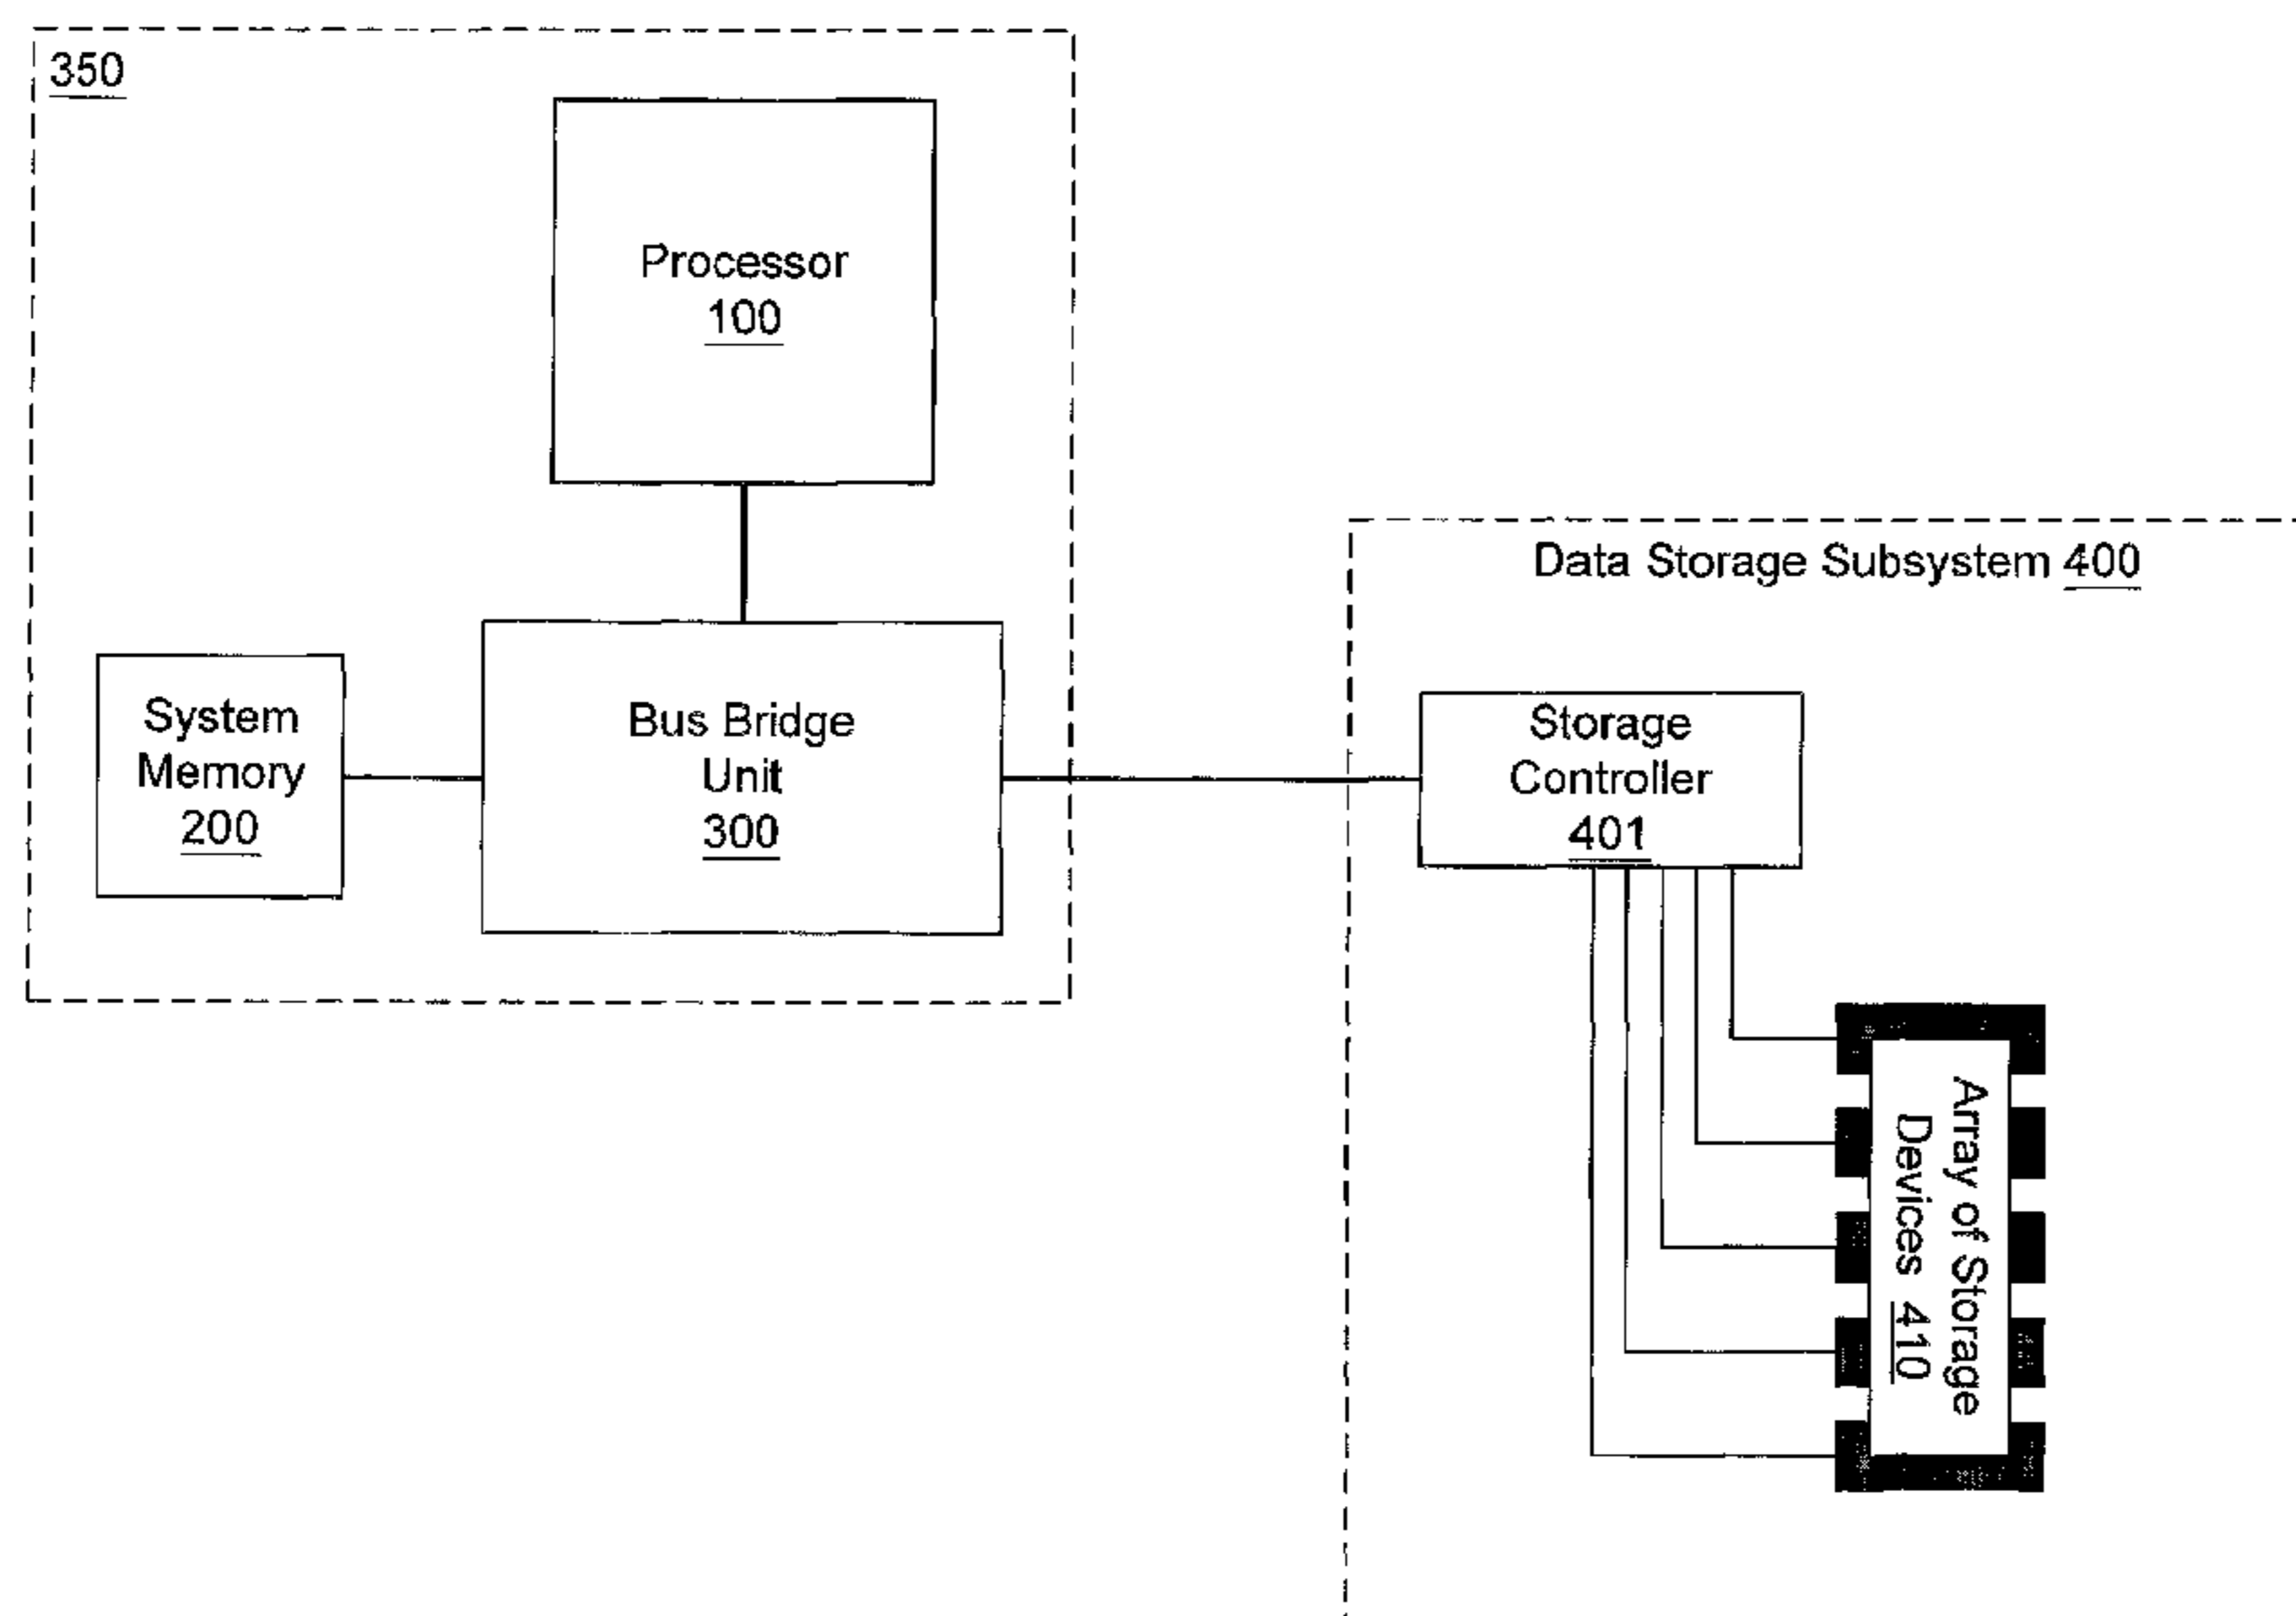 350
Processor
100
Data Storage Subsystem 400
System
Memory
200
Bus Bridge
Unit
300
Storage
Controller
401
Array of Storage
Devices 410